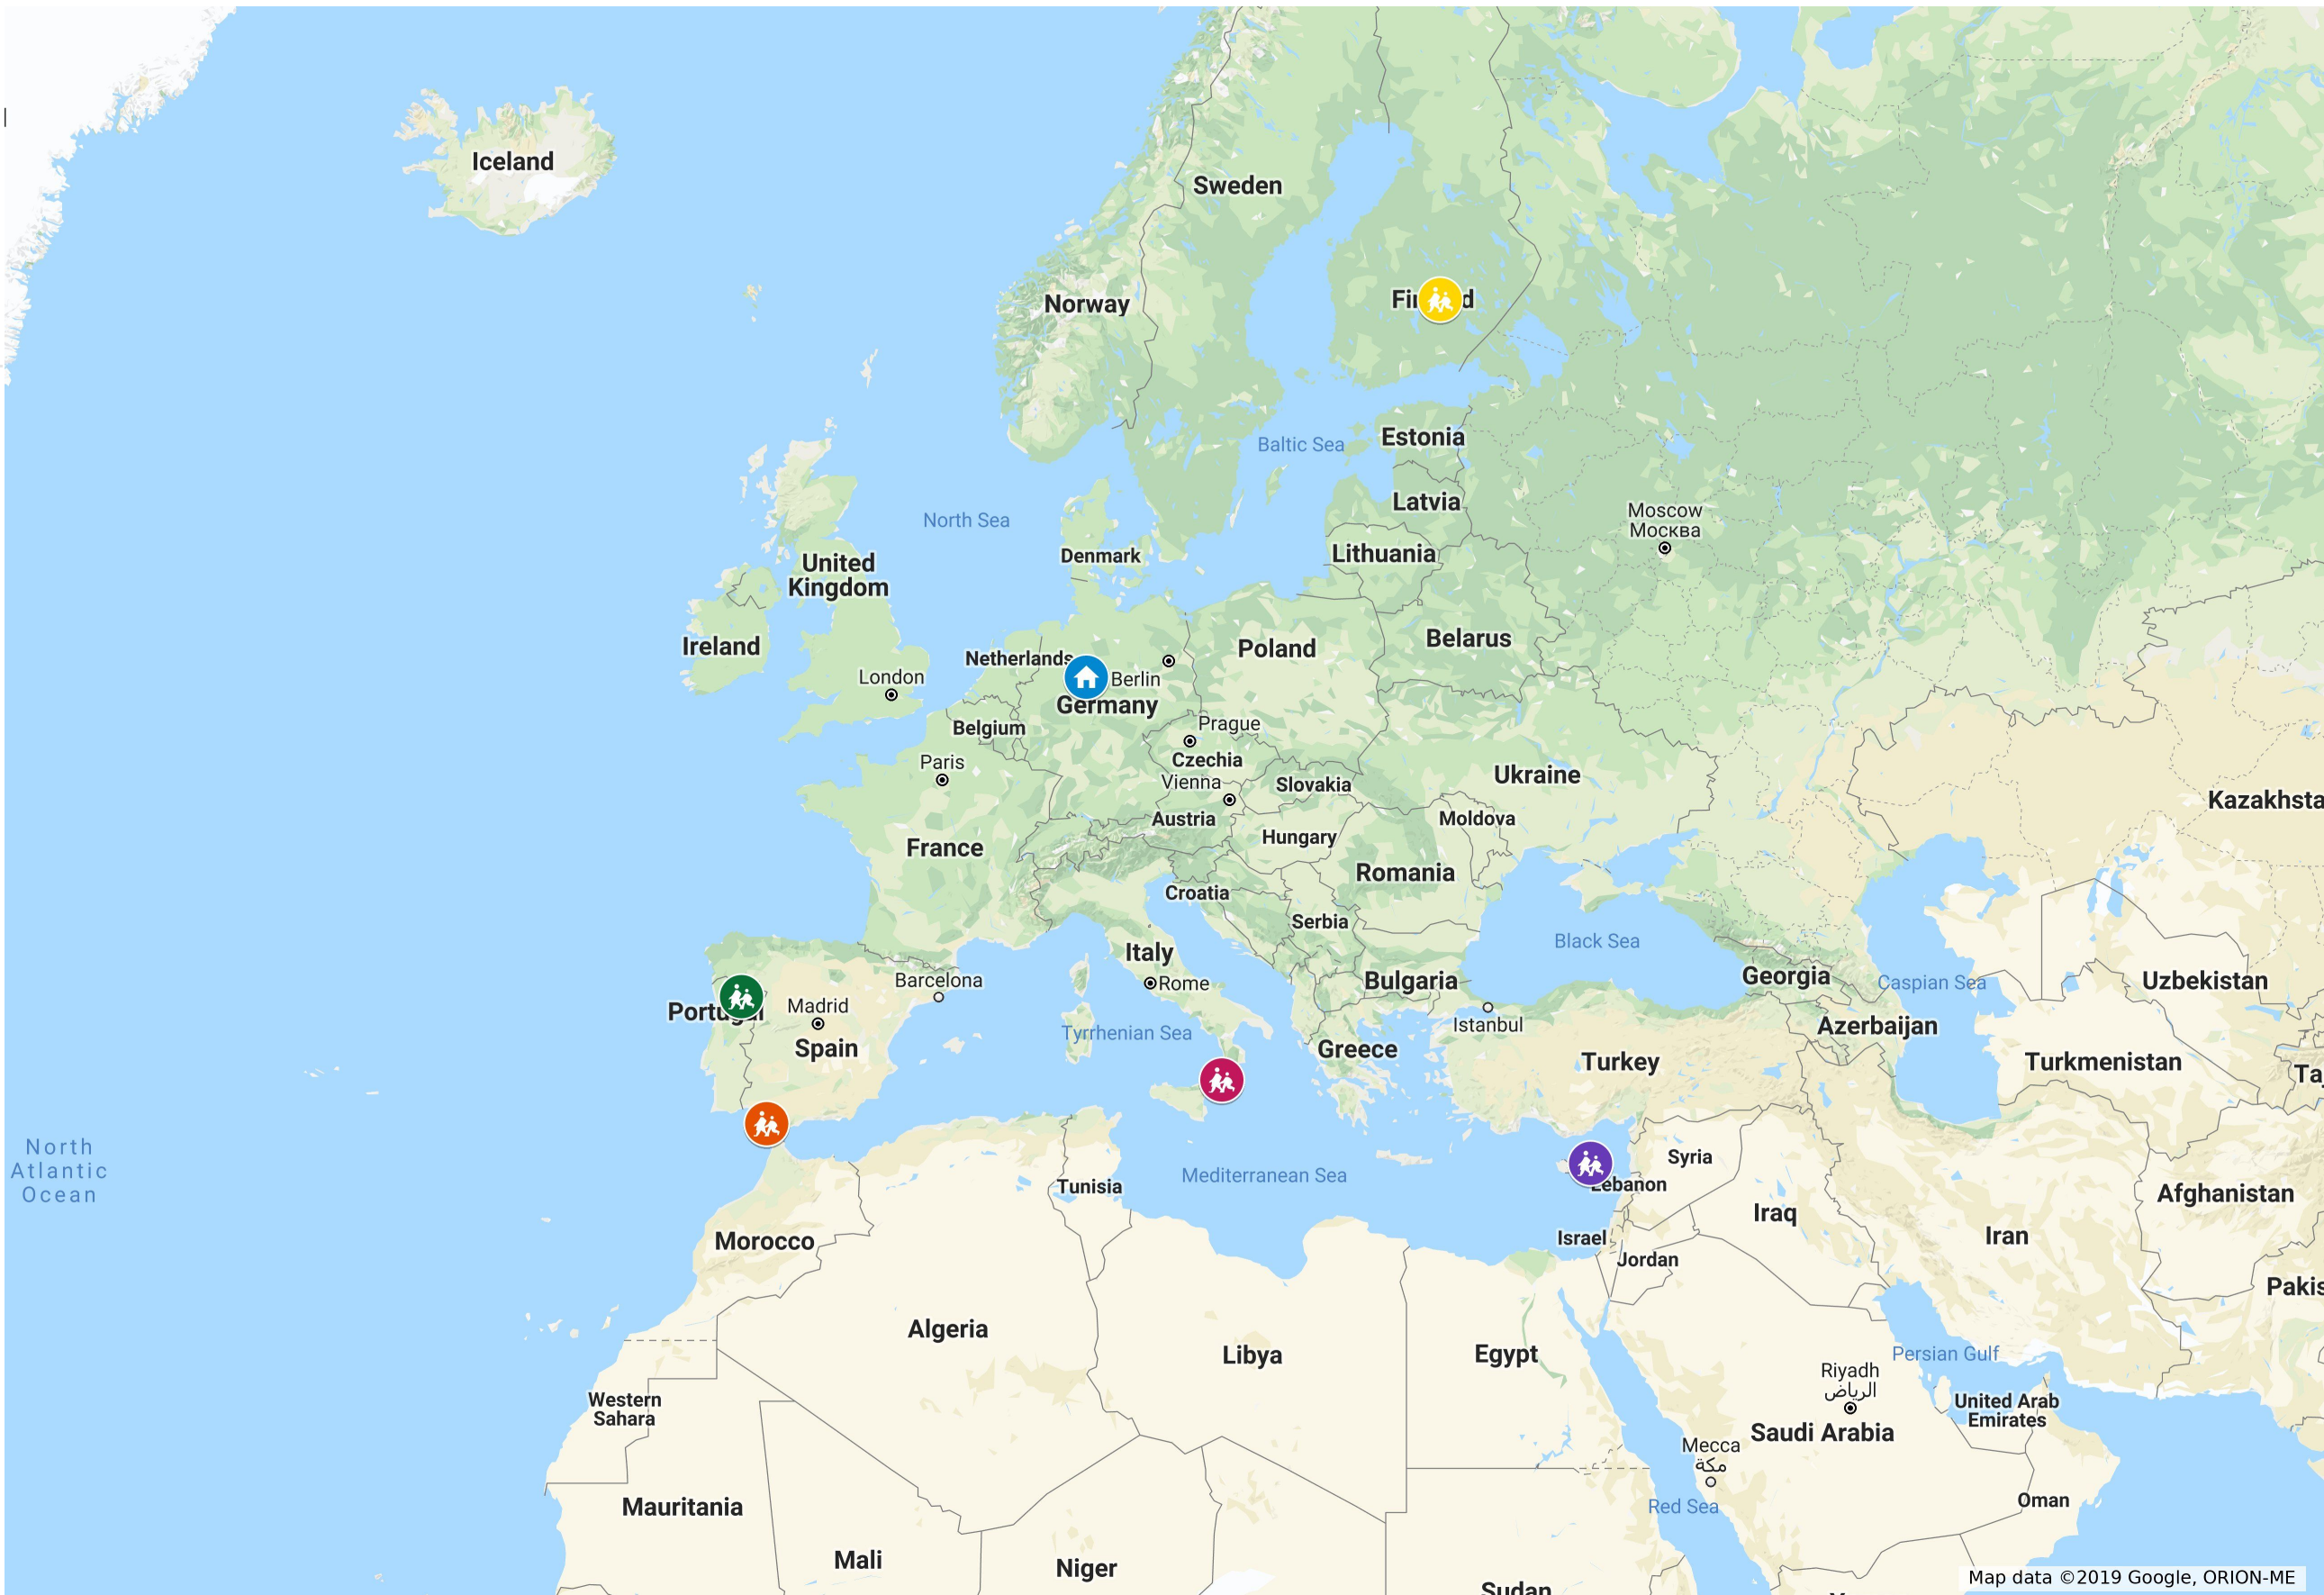 Iceland
Sweden
Norway
Fi d
Baltic Sea
Estonia
North Sea
Latvia
Moscow
Москва
Denmark
Lithuania
United
Kingdom
Ireland
Netherlands
Poland
Belarus
London
Berlin
Germany
Belgium
Prague
Paris
Czechia
Vienna
Slovakia
Ukraine
Kazakhsta
Austria
Moldova
Hungary
France
Romania
Croatia
Serbia
Black Sea
Italy
Barcelona
Rome
Bulgaria
Georgia
Caspian Sea
Uzbekistan
Portugal
Madrid
Spain
Tyrrhenian Sea
Istanbul
Greece
Azerbaijan
Turkey
Turkmenistan
Taj
North
Atlantic
Ocean
Mediterranean Sea
Tunisia
Syria
Lebanon
Afghanistan
Morocco
Iraq
Iran
Israel
Jordan
Pakis
Algeria
Libya
Egypt
Persian Gulf
Western
Sahara
Riyadh
الرياض
United Arab
Emirates
Saudi Arabia
Mecca
مكة
Mauritania
Red Sea
Oman
Mali
Niger
Sudan
Map data ©2019 Google, ORION-ME